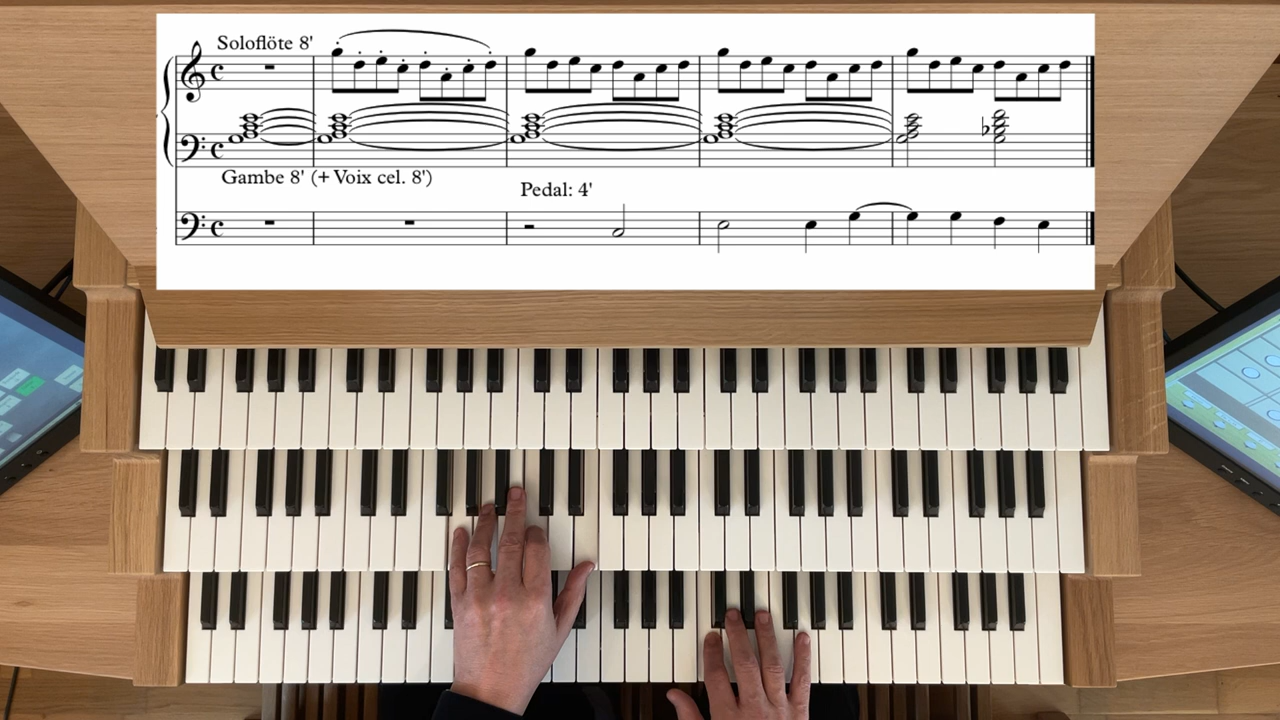 Soloflöte 8'
Gambe 8' (+ Voix cel. 8')
Pedal: 4'